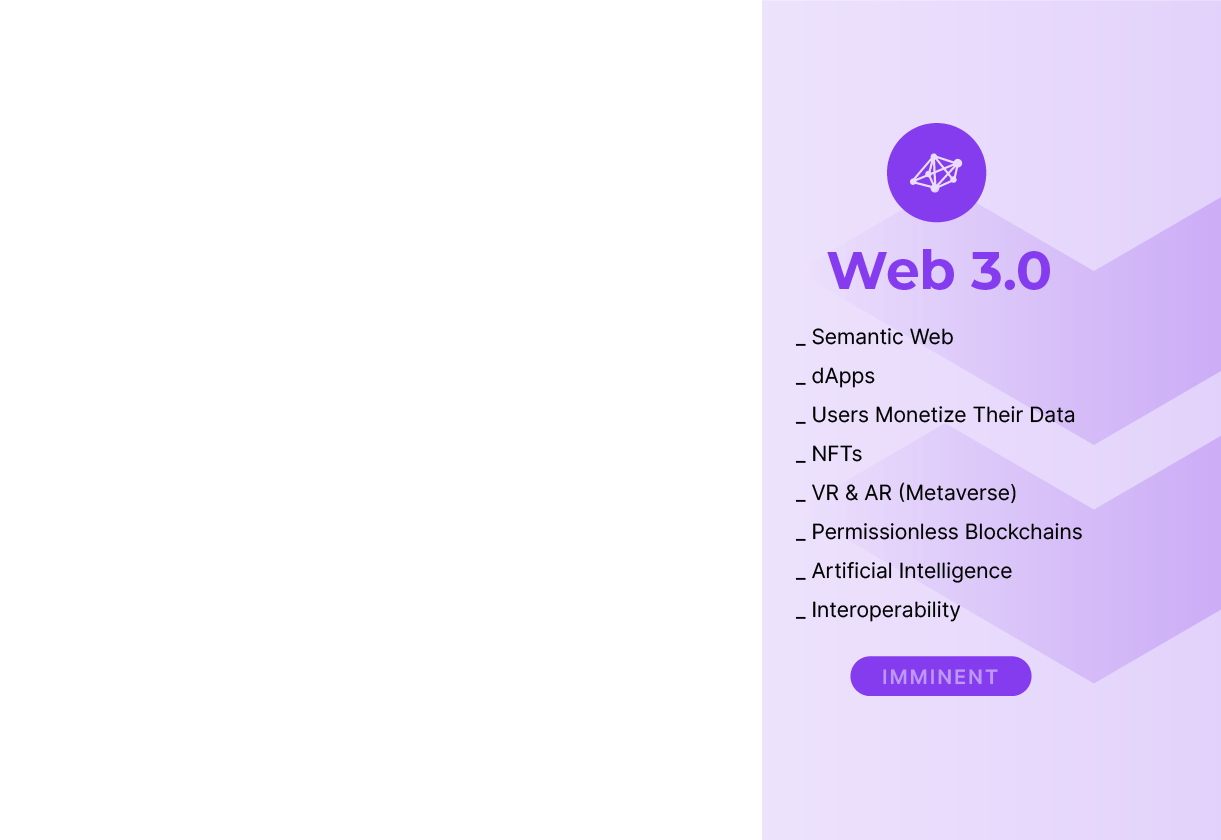 Web 3.0
_ Semantic Web
_ dApps
_ Users Monetize Their Data
_ NFTs
_ VR & AR (Metaverse)
_ Permissionless Blockchains
_ Artificial Intelligence
_ Interoperability
IMMINENT